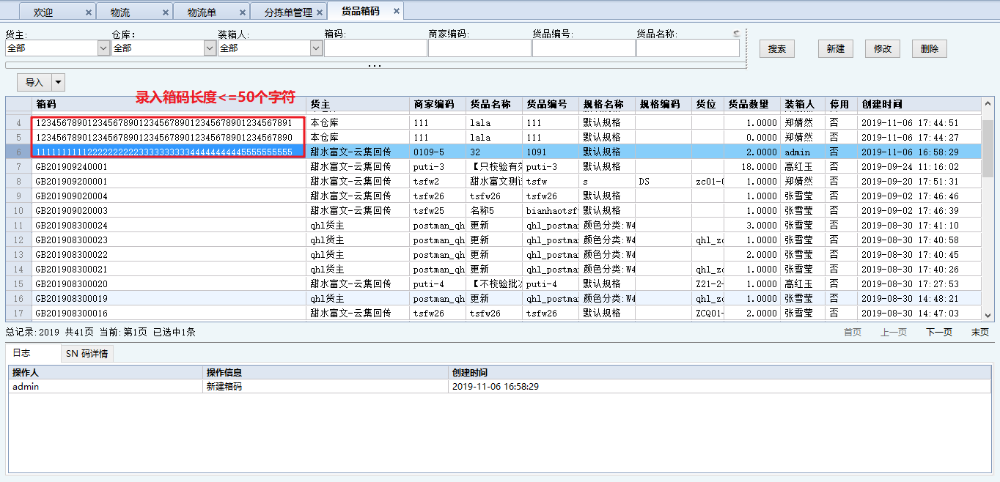 欢迎 物流 物流单 分拣单管理 货品箱码
货主: 仓库: 装箱人: 箱码: 商家编码: 货品编号: 货品名称:
全部 全部 全部 搜索 新建 修改 删除
导入
录入箱码长度<=50个字符
箱码 货主 商家编码 货品名称 货品编号 规格名称 规格编码 货位 货品数量 装箱人 停用 创建时间
4 12345678901234567890123456789012345678901234567891 本仓库 111 lala 111 默认规格 1.0000 郑婧然 否 2019-11-06 17:44:51
5 12345678901234567890123456789012345678901234567890 本仓库 111 lala 111 默认规格 0.0000 郑婧然 否 2019-11-06 17:44:27
6 11111111112222222222333333333344444444445555555555 甜水富文-云集回传 0109-5 32 1091 默认规格 2.0000 admin 否 2019-11-06 16:58:29
7 GB201909240001 甜水富文-云集回传 puti-3 【只校验有效 puti-3 默认规格 18.0000 高红玉 否 2019-09-24 11:16:02
8 GB201909200001 甜水富文-云集回传 tsfw2 甜水富文测试 tsfw s DS zc01-0 1.0000 郑婧然 否 2019-09-20 17:51:31
9 GB201909020004 甜水富文-云集回传 tsfw26 tsfw26 tsfw26 默认规格 1.0000 张雪莹 否 2019-09-02 17:46:46
10 GB201909020003 甜水富文-云集回传 tsfw25 名称5 bianhaotsf 默认规格 1.0000 张雪莹 否 2019-09-02 17:46:39
11 GB201908300024 qhl货主 postman_qh 更新 qhl_postma 颜色分类:W4 3.0000 张雪莹 否 2019-08-30 17:41:10
12 GB201908300023 qhl货主 postman_qh 更新 qhl_postma 颜色分类:W4 qhl_zc 1.0000 张雪莹 否 2019-08-30 17:40:58
13 GB201908300022 qhl货主 postman_qh 更新 qhl_postma 颜色分类:W4 2.0000 张雪莹 否 2019-08-30 17:40:45
14 GB201908300021 qhl货主 postman_qh 更新 qhl_postma 颜色分类:W4 qhl_zc 1.0000 张雪莹 否 2019-08-30 17:40:26
15 GB201908300020 甜水富文-云集回传 puti-4 【不校验批次 puti-4 默认规格 Z21-2- 1.0000 高红玉 否 2019-08-30 17:27:53
16 GB201908300019 qhl货主 postman_qh 更新 qhl_postma 颜色分类:W4 qhl_zc 1.0000 张雪莹 否 2019-08-30 14:48:21
17 GB201908300016 甜水富文-云集回传 tsfw26 tsfw26 tsfw26 默认规格 ZCQ01- 2.0000 张雪莹 否 2019-08-30 14:47:03
总记录:2019 共41页 当前:第1页 已选中1条 首页 上一页 下一页 末页
日志 SN 码详情
操作人 操作信息 创建时间
admin 新建箱码 2019-11-06 16:58:29